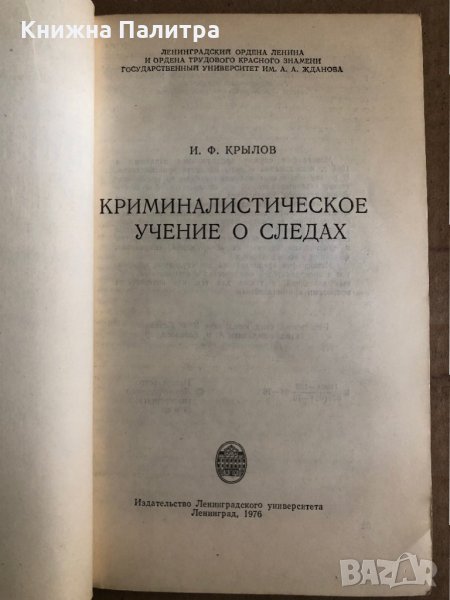 Книжна Палитра
ЛЕНИНГРАДСКИЙ ОРДЕНА ЛЕНИНА
И ОРДЕНА ТРУДОВОГО КРАСНОГО ЗНАМЕНИ
ГОСУДАРСТВЕННЫЙ УНИВЕРСИТЕТ ИМ. А. А. ЖДАНОВА
И. Ф. КРЫЛОВ
КРИМИНАЛИСТИЧЕСКОЕ
УЧЕНИЕ О СЛЕДАХ
Издательство Ленинградского университета
Ленинград, 1976
BAZAR